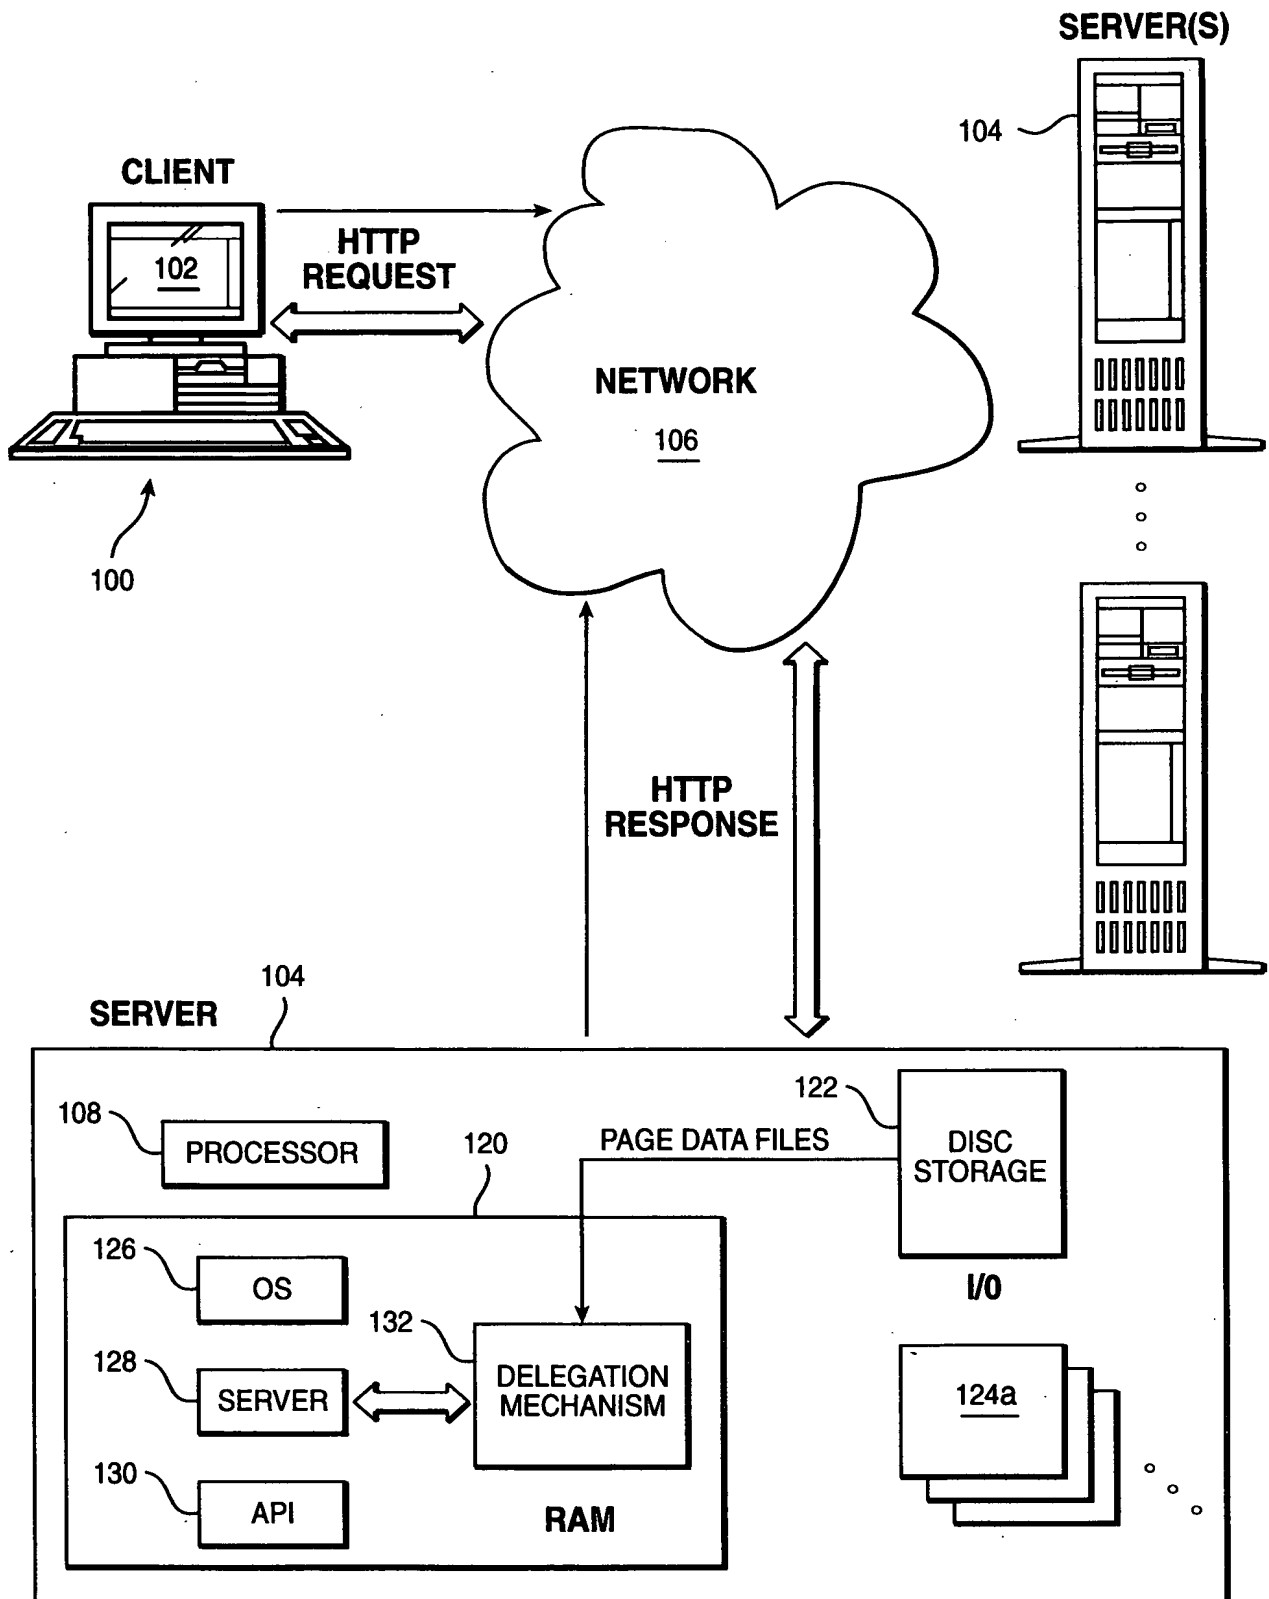 SERVER(S)
104
CLIENT
102
HTTP
REQUEST
NETWORK
106
100
HTTP
RESPONSE
104
SERVER
108
PROCESSOR
120
PAGE DATA FILES
122
DISC
STORAGE
126
OS
I/O
132
DELEGATION
MECHANISM
128
SERVER
124a
130
API
RAM